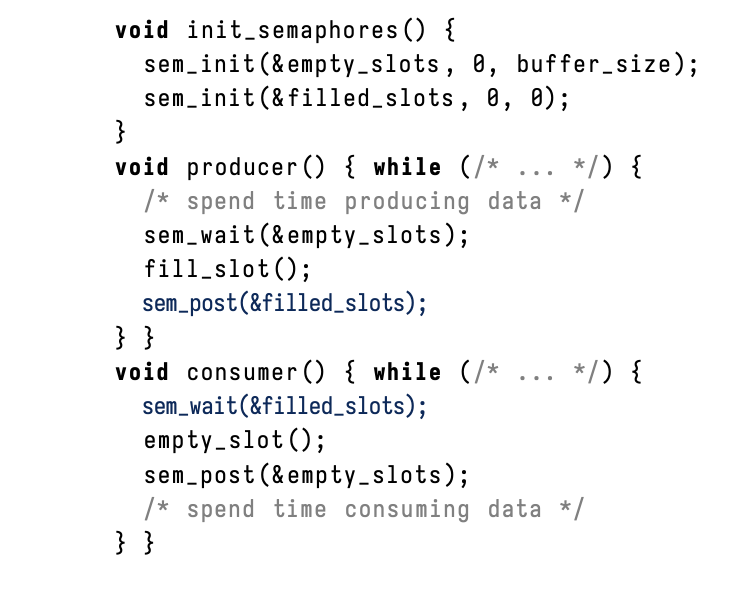 void init_semaphores() {
sem_init(&empty_slots, 0, buffer_size);
sem_init(&filled_slots, 0, 0);
}
void producer() { while (/* ... */) {
/* spend time producing data */
sem_wait(&empty_slots);
fill_slot();
sem_post(&filled_slots);
} }
void consumer() { while (/* ... */) {
sem_wait(&filled_slots);
empty_slot();
sem_post(&empty_slots);
/* spend time consuming data */
} }